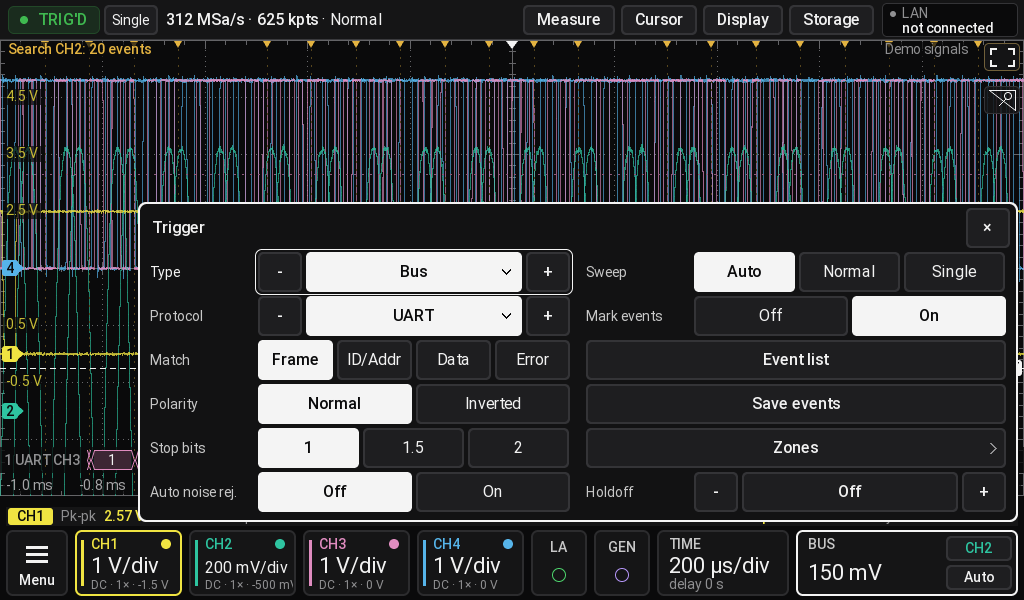 TRIG'D Single 312 MSa/s · 625 kpts · Normal Measure Cursor Display Storage LAN
not connected
Search CH2: 20 events Demo signals
4.5 V
3.5 V
2.5 V
Trigger ×
Type - Bus + Sweep Auto Normal Single
4
Protocol - UART + Mark events Off On
0.5 V
1
Match Frame ID/Addr Data Error Event list
-0.5 V
Polarity Normal Inverted Save events
2
Stop bits 1 1.5 2 Zones
1 UART CH3 1
-1.0 ms -0.8 ms
Auto noise rej. Off On Holdoff - Off +
CH1 Pk-pk 2.57 V
Menu
CH1
1 V/div
DC · 1× · -1.5 V
CH2
200 mV/div
DC · 1× · -500 mV
CH3
1 V/div
DC · 1× · 0 V
CH4
1 V/div
DC · 1× · 0 V
LA
GEN
TIME
200 µs/div
delay 0 s
BUS
150 mV
CH2
Auto